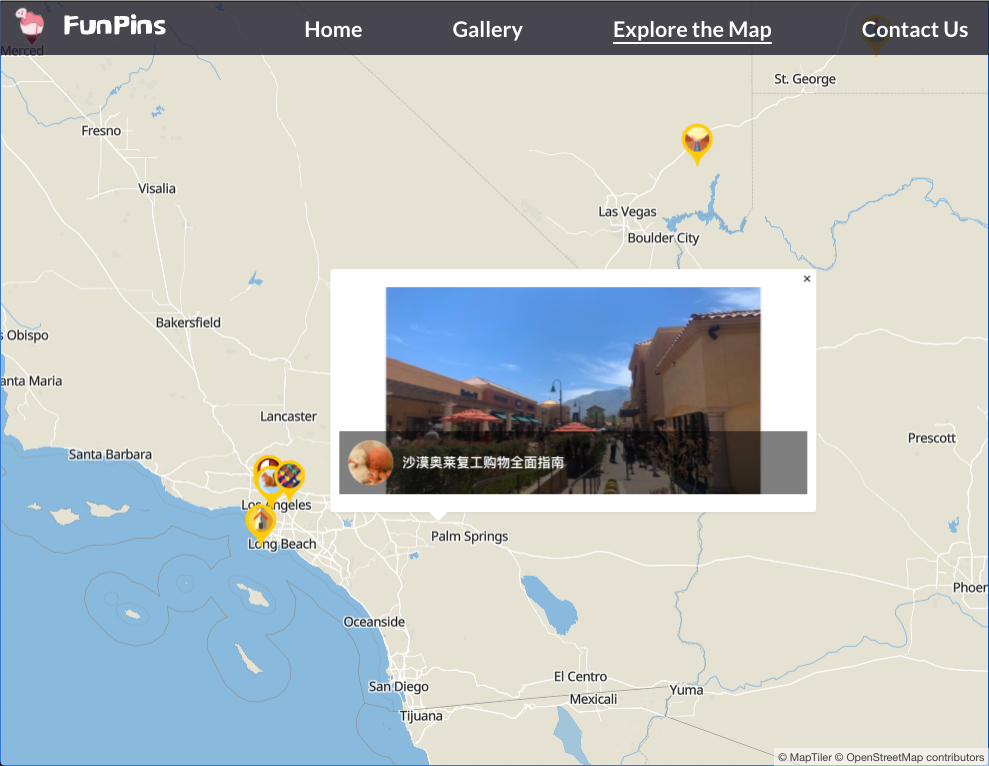 FunPins
Home
Gallery
Explore the Map
Contact Us
Merced
St. George
Fresno
Visalia
Las Vegas
Boulder City
×
Bakersfield
s Obispo
anta Maria
Lancaster
Prescott
Santa Barbara
沙漠奥莱复工购物全面指南
Los Angeles
Palm Springs
Long Beach
Phoen
Oceanside
El Centro
San Diego
Yuma
Mexicali
Tijuana
© MapTiler © OpenStreetMap contributors